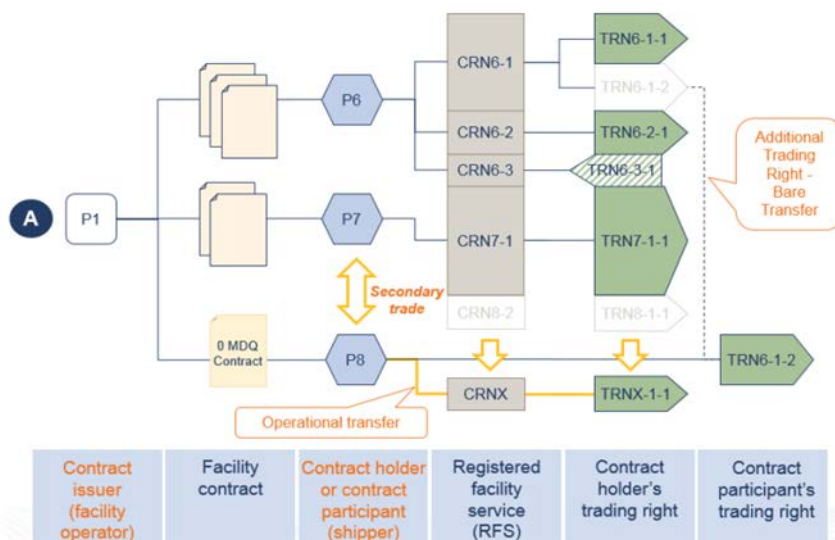 TRN6-1-1
CRN6-1
TRN6-1-2
P6
CRN6-2
TRN6-2-1
CRN6-3
TRN6-3-1
Additional
Trading
Right -
Bare
Transfer
A
P1
P7
CRN7-1
TRN7-1-1
Secondary
trade
CRN8-2
TRN8-1-1
0 MDQ
Contract
P8
TRN6-1-2
CRNX
TRNX-1-1
Operational transfer
Contract
issuer
(facility
operator)
Facility
contract
Contract holder
or contract
participant
(shipper)
Registered
facility
service
(RFS)
Contract
holder's
trading right
Contract
participant's
trading right